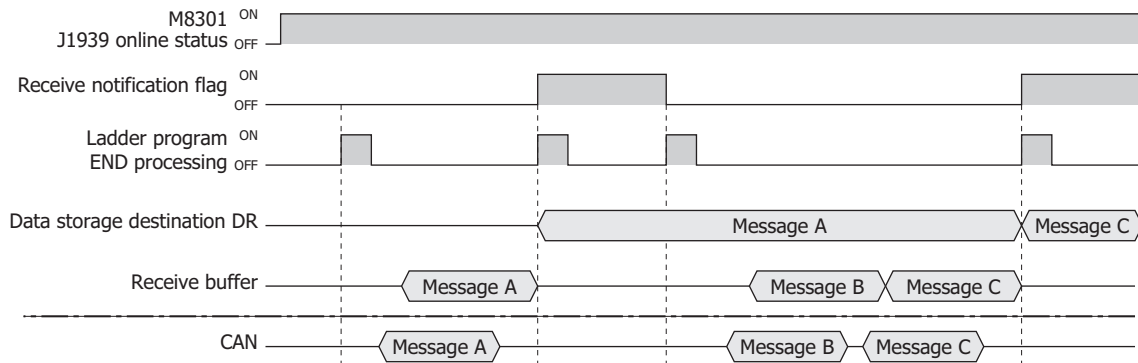 M8301 ON
J1939 online status OFF
Receive notification flag ON
OFF
Ladder program ON
END processing OFF
Data storage destination DR Message A Message C
Receive buffer Message A Message B Message C
CAN Message A Message B Message C